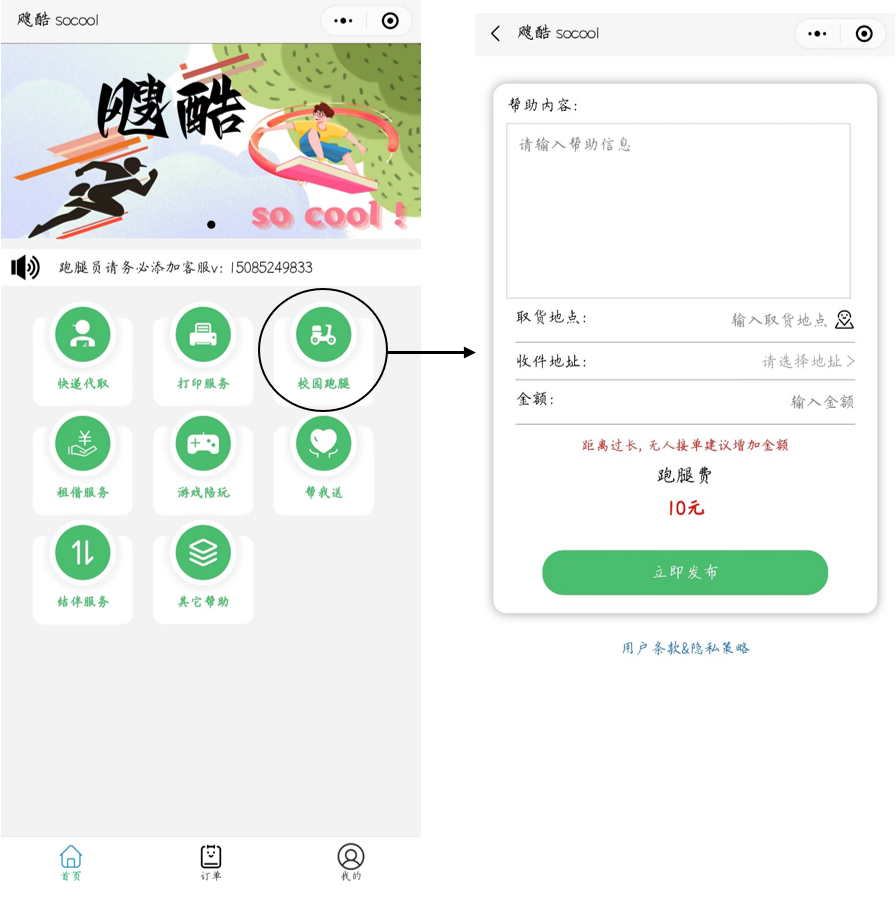 飕酷 socool
飕酷
so cool !
跑腿员请务必添加客服v: 15085249833
快递代取
打印服务
校园跑腿
租借服务
游戏陪玩
帮我送
结伴服务
其它帮助
首页
订单
我的
飕酷 socool
帮助内容:
请输入帮助信息
取货地点:
输入取货地点
收件地址:
请选择地址
金额:
输入金额
距离过长, 无人接单建议增加金额
跑腿费
10元
立即发布
用户条款&隐私策略